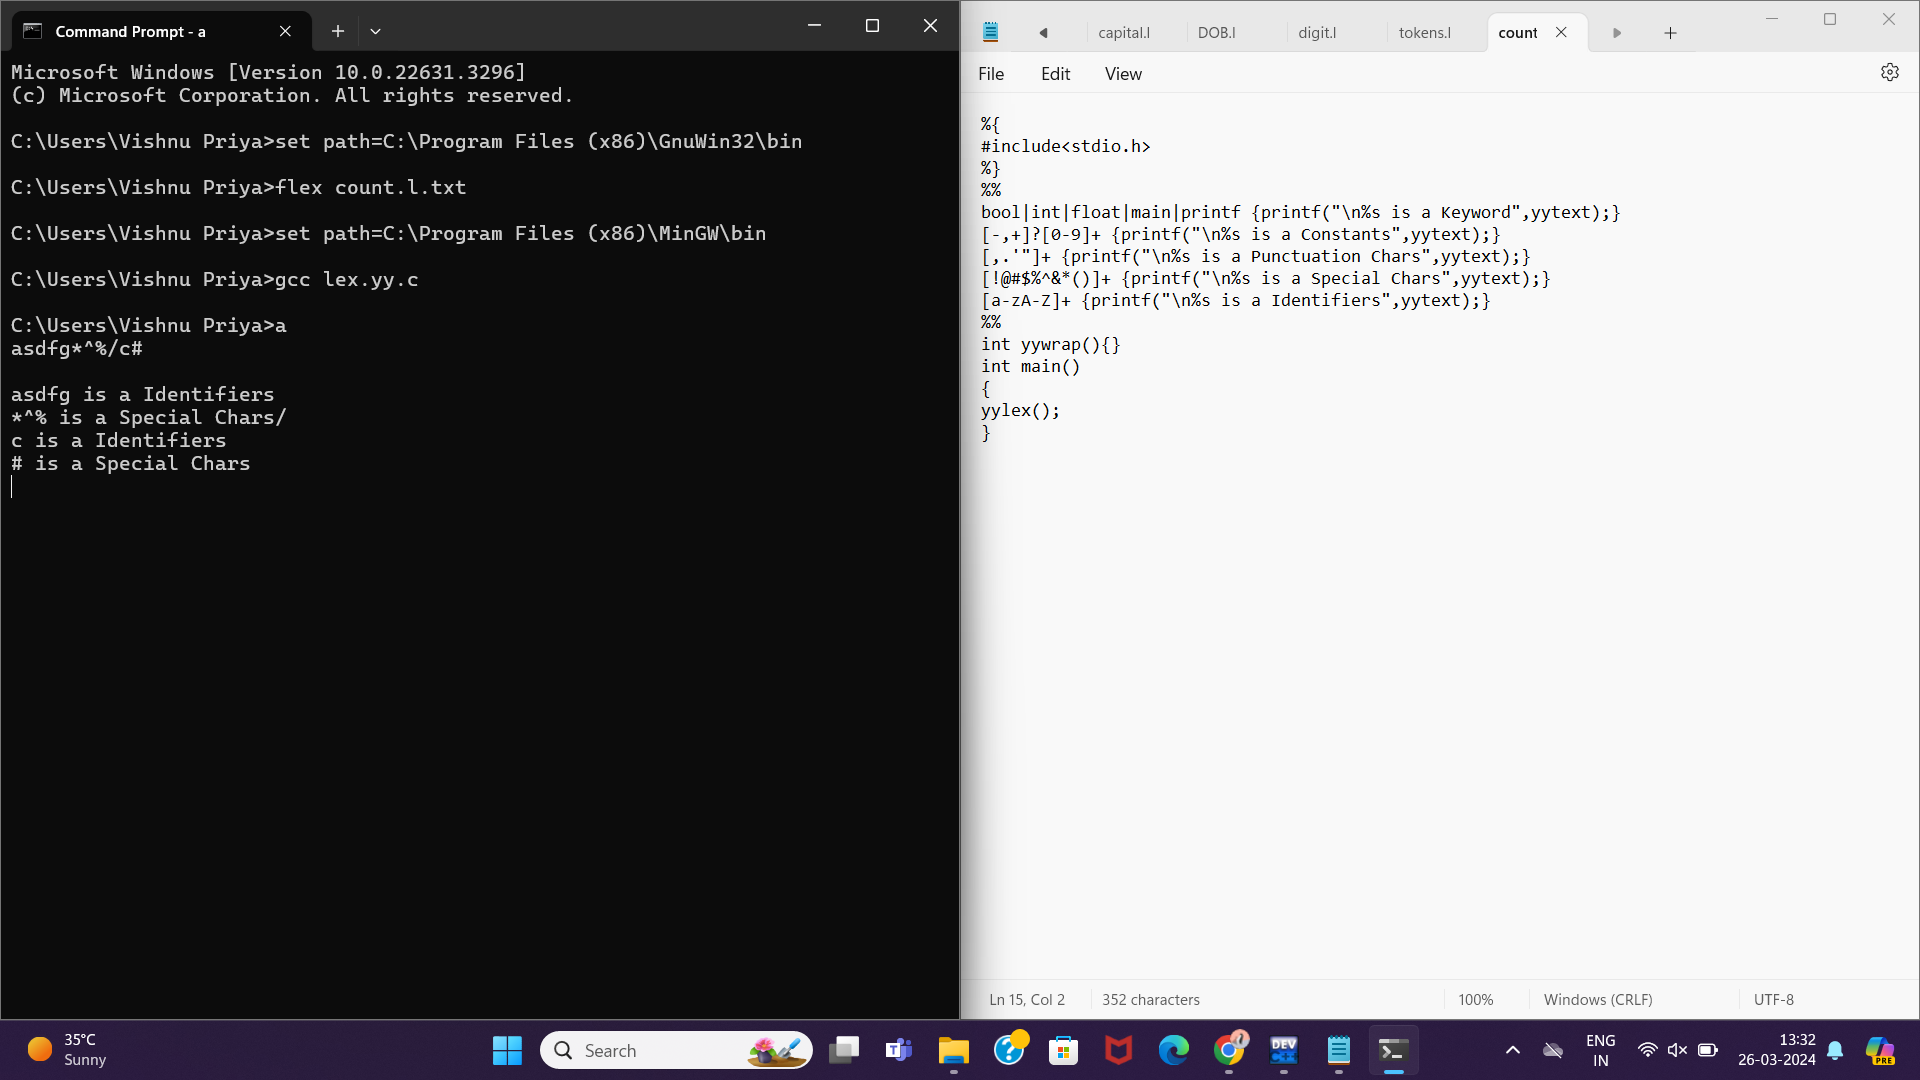 Command Prompt - a
Microsoft Windows [Version 10.0.22631.3296]
(c) Microsoft Corporation. All rights reserved.
C:\Users\Vishnu Priya>set path=C:\Program Files (x86)\GnuWin32\bin
C:\Users\Vishnu Priya>flex count.l.txt
C:\Users\Vishnu Priya>set path=C:\Program Files (x86)\MinGW\bin
C:\Users\Vishnu Priya>gcc lex.yy.c
C:\Users\Vishnu Priya>a
asdfg*^%/c#
asdfg is a Identifiers
*^% is a Special Chars/
c is a Identifiers
# is a Special Chars
capital.l DOB.l digit.l tokens.l count
File Edit View
%{
#include<stdio.h>
%}
%%
bool|int|float|main|printf {printf("\n%s is a Keyword",yytext);}
[-,+]?[0-9]+ {printf("\n%s is a Constants",yytext);}
[,.'"]+ {printf("\n%s is a Punctuation Chars",yytext);}
[!@#$%^&*()]+ {printf("\n%s is a Special Chars",yytext);}
[a-zA-Z]+ {printf("\n%s is a Identifiers",yytext);}
%%
int yywrap(){}
int main()
{
yylex();
}
Ln 15, Col 2 352 characters 100% Windows (CRLF) UTF-8
35°C
Sunny
Search
DEV
C++
ENG
IN
13:32
26-03-2024
PRE